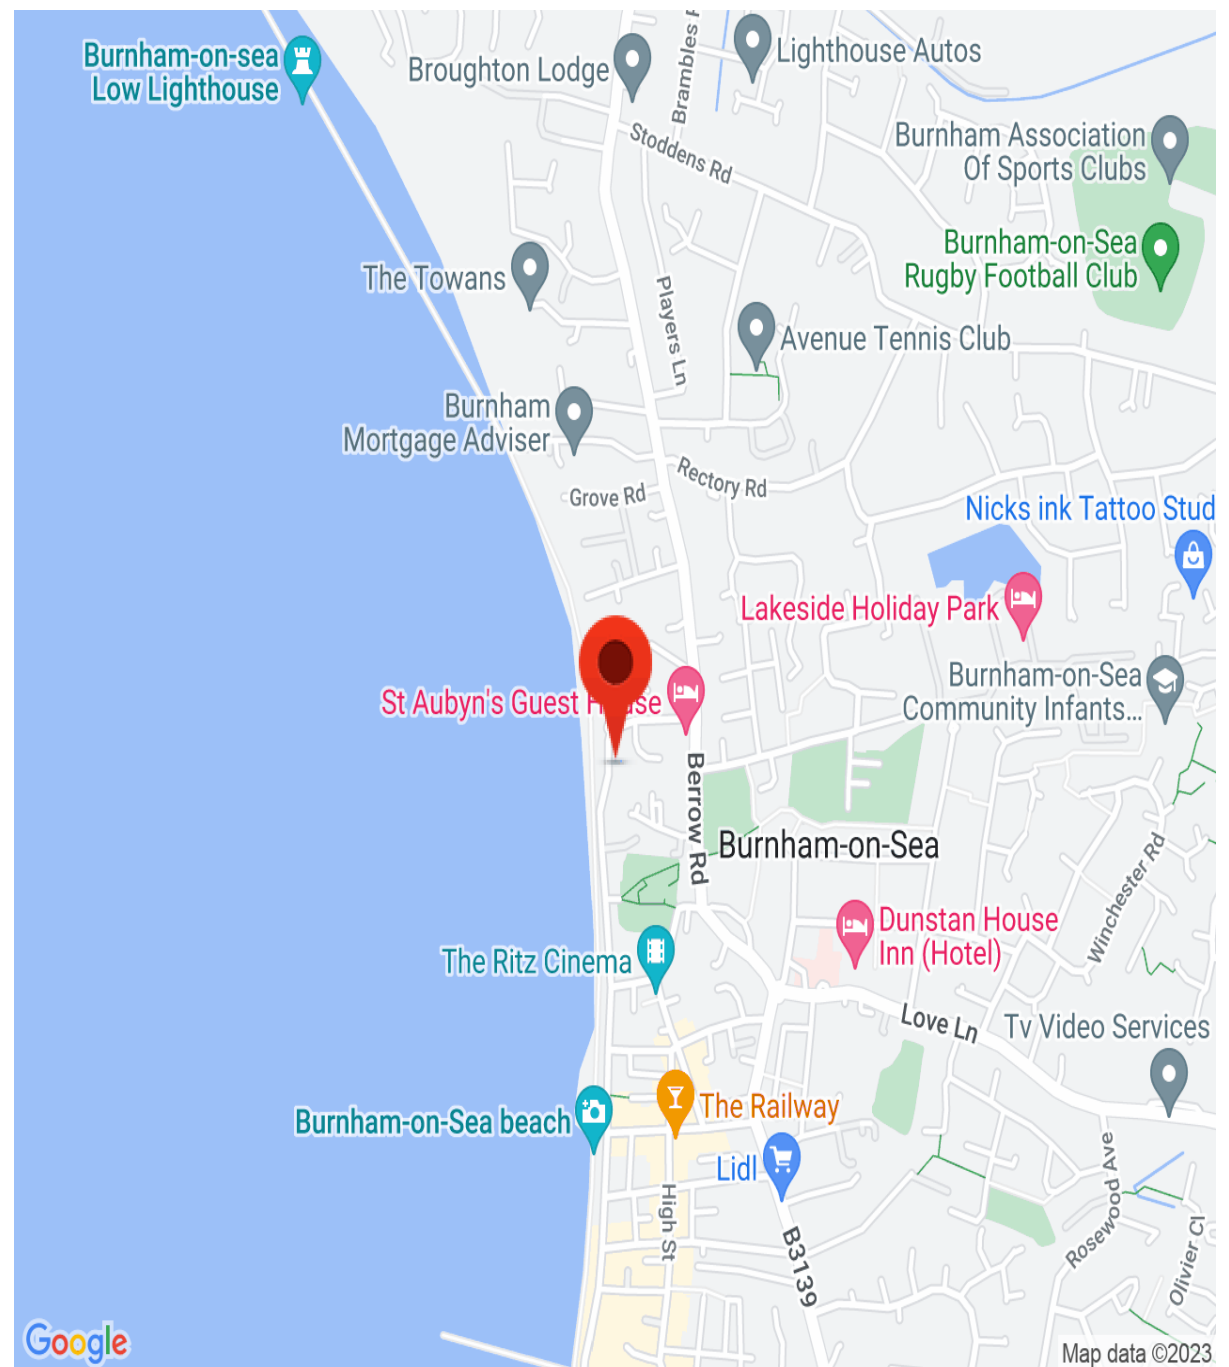 Burnham-on-sea
Low Lighthouse
Broughton Lodge
Brambles
Lighthouse Autos
Stoddens Rd
Burnham Association
Of Sports Clubs
Burnham-on-Sea
Rugby Football Club
The Towans
Players Ln
Avenue Tennis Club
Burnham
Mortgage Adviser
Rectory Rd
Grove Rd
Nicks ink Tattoo Stud
Lakeside Holiday Park
St Aubyn's Guest House
Burnham-on-Sea
Community Infants...
Berrow Rd
Burnham-on-Sea
Winchester Rd
Dunstan House
Inn (Hotel)
The Ritz Cinema
Love Ln
Tv Video Services
Burnham-on-Sea beach
The Railway
Lidl
High St
B3139
Rosewood Ave
Olivier Cl
Google
Map data ©2023